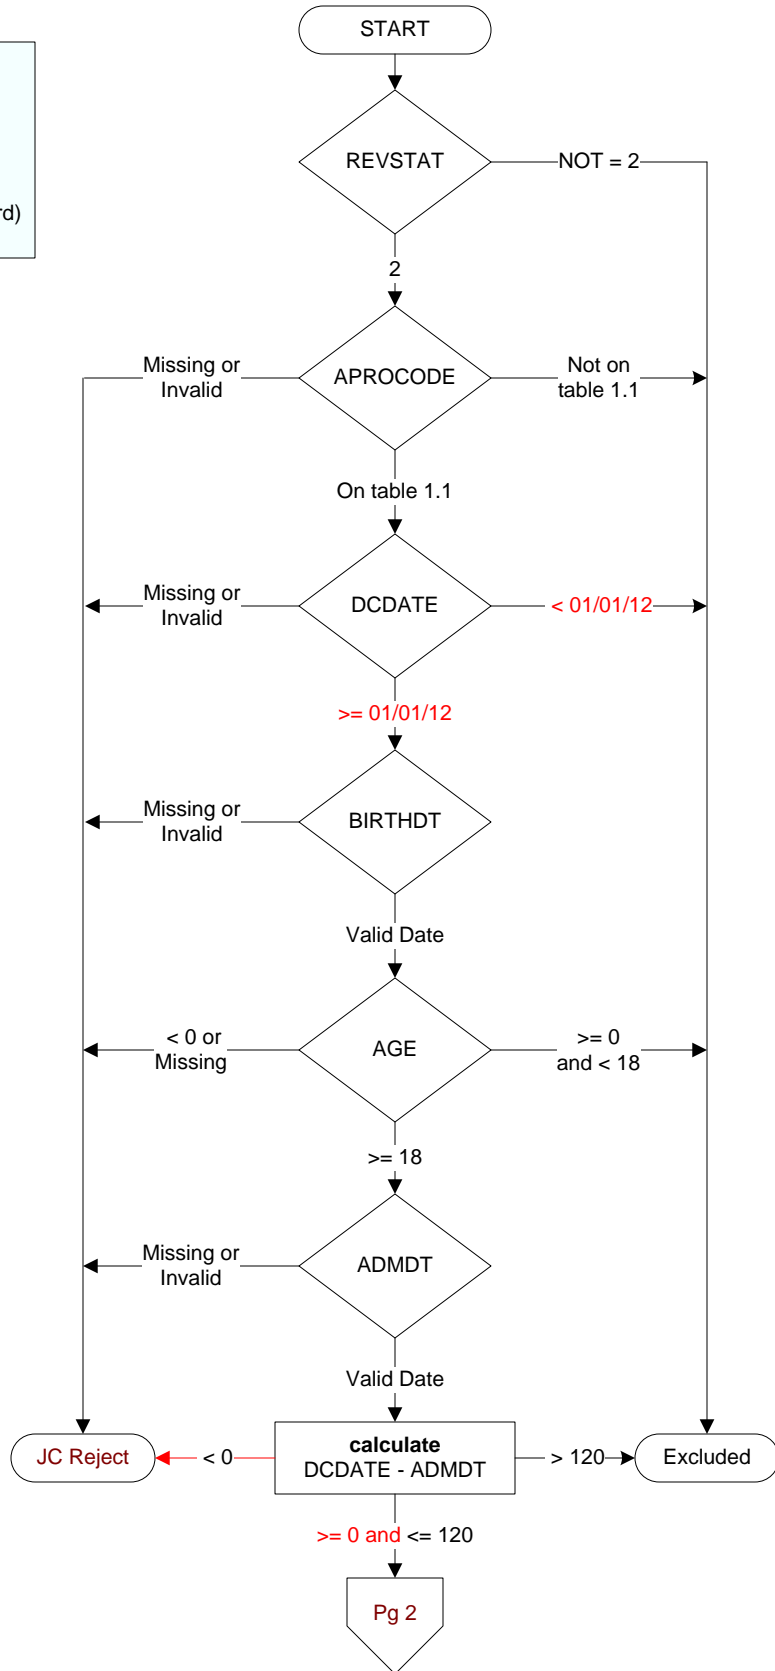 START
REVSTAT
NOT = 2
rd)
2
Missing or
Invalid
APROCODE
Not on
table 1.1
On table 1.1
Missing or
Invalid
DCDATE
< 01/01/12
>= 01/01/12
Missing or
Invalid
BIRTHDT
Valid Date
< 0 or
Missing
AGE
>= 0
and < 18
>= 18
Missing or
Invalid
ADMDT
Valid Date
JC Reject
< 0
calculate
DCDATE - ADMDT
> 120
Excluded
>= 0 and <= 120
Pg 2